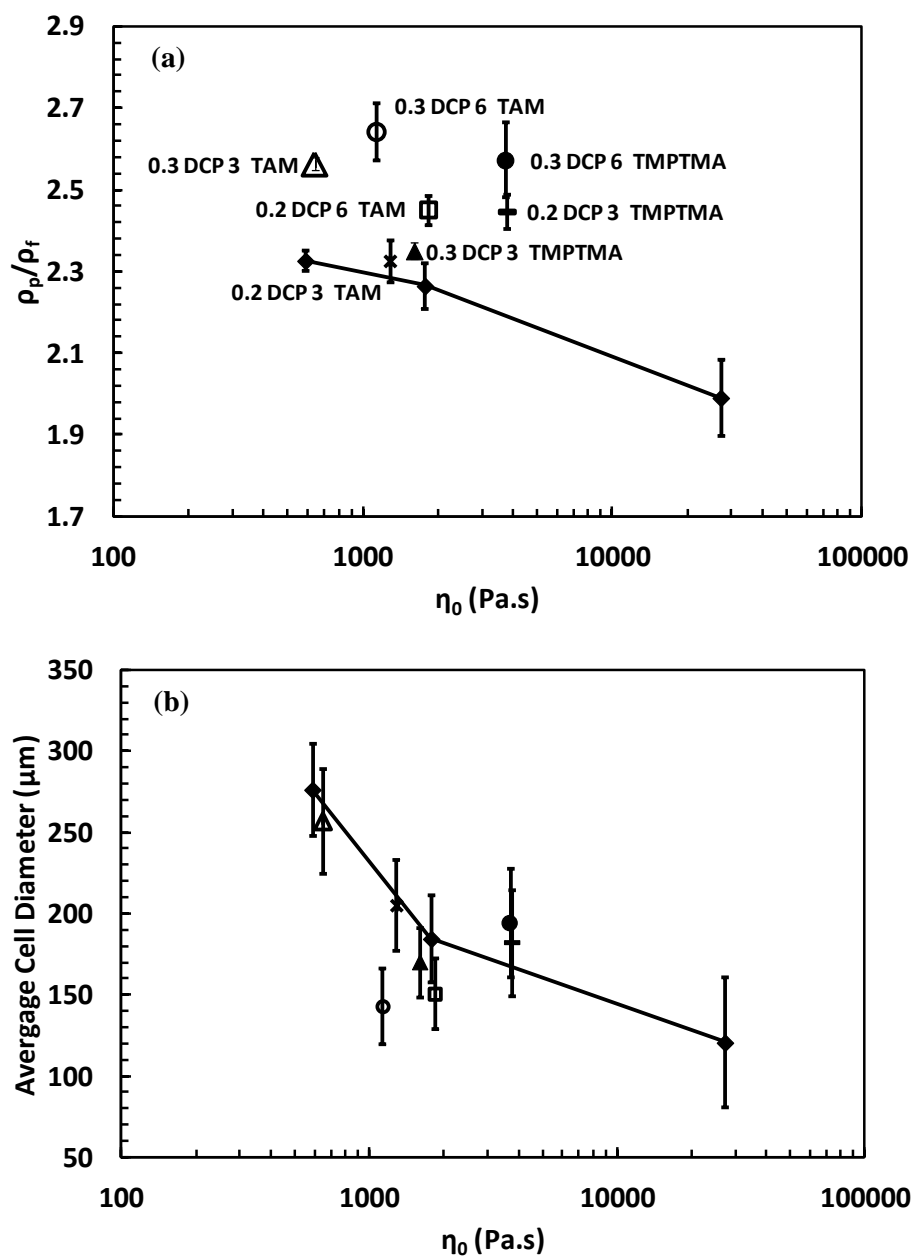 (a)
2.9
2.7
2.5
2.3
2.1
1.9
1.7
ρp/ρf
0.3 DCP 6 TAM
0.3 DCP 3 TAM
0.3 DCP 6 TMPTMA
0.2 DCP 6 TAM
0.2 DCP 3 TMPTMA
0.3 DCP 3 TMPTMA
0.2 DCP 3 TAM
100 1000 10000 100000
η0 (Pa.s)
(b)
350
300
250
200
150
100
50
Avergage Cell Diameter (μm)
100 1000 10000 100000
η0 (Pa.s)